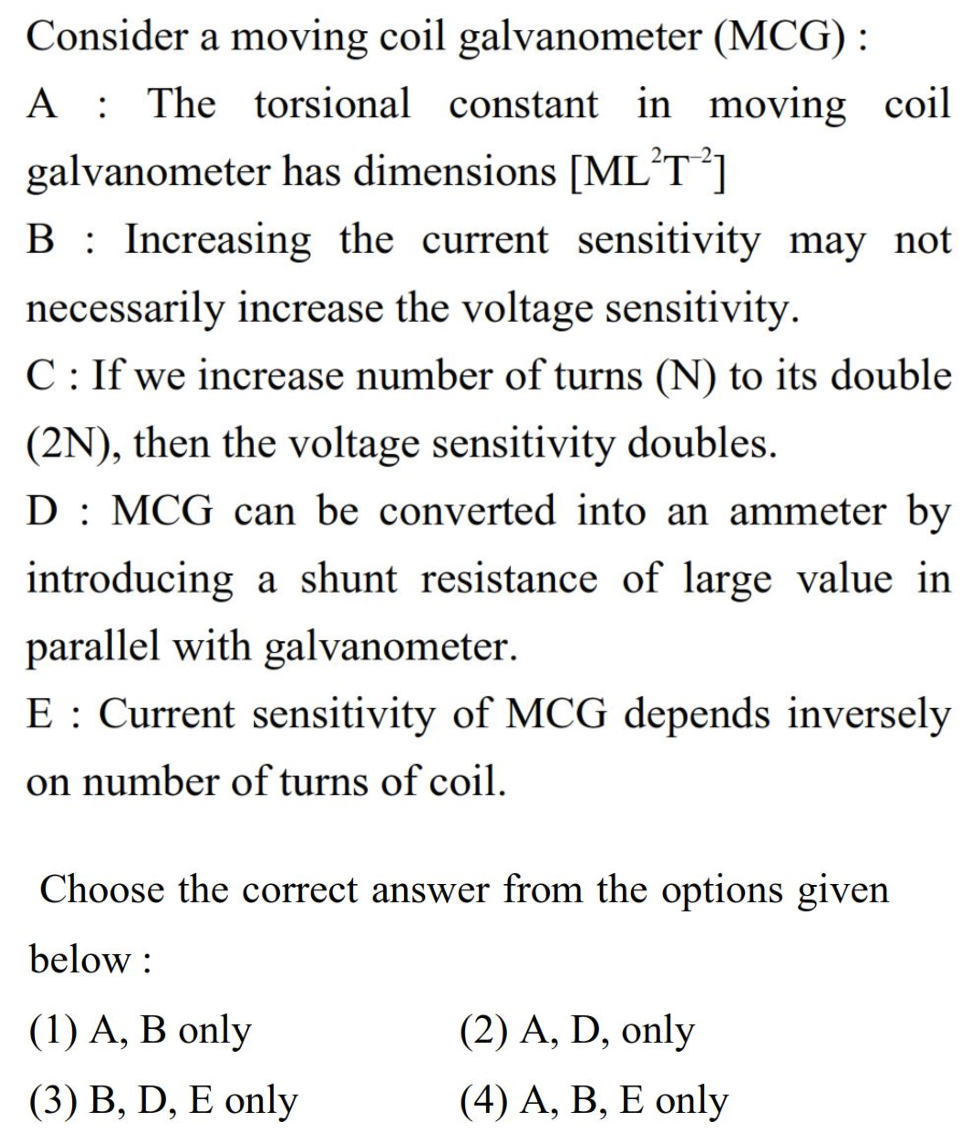 Consider a moving coil galvanometer (MCG) :
A : The torsional constant in moving coil
galvanometer has dimensions [ML²T⁻²]
B : Increasing the current sensitivity may not
necessarily increase the voltage sensitivity.
C : If we increase number of turns (N) to its double
(2N), then the voltage sensitivity doubles.
D : MCG can be converted into an ammeter by
introducing a shunt resistance of large value in
parallel with galvanometer.
E : Current sensitivity of MCG depends inversely
on number of turns of coil.
Choose the correct answer from the options given
below :
(1) A, B only (2) A, D, only
(3) B, D, E only (4) A, B, E only